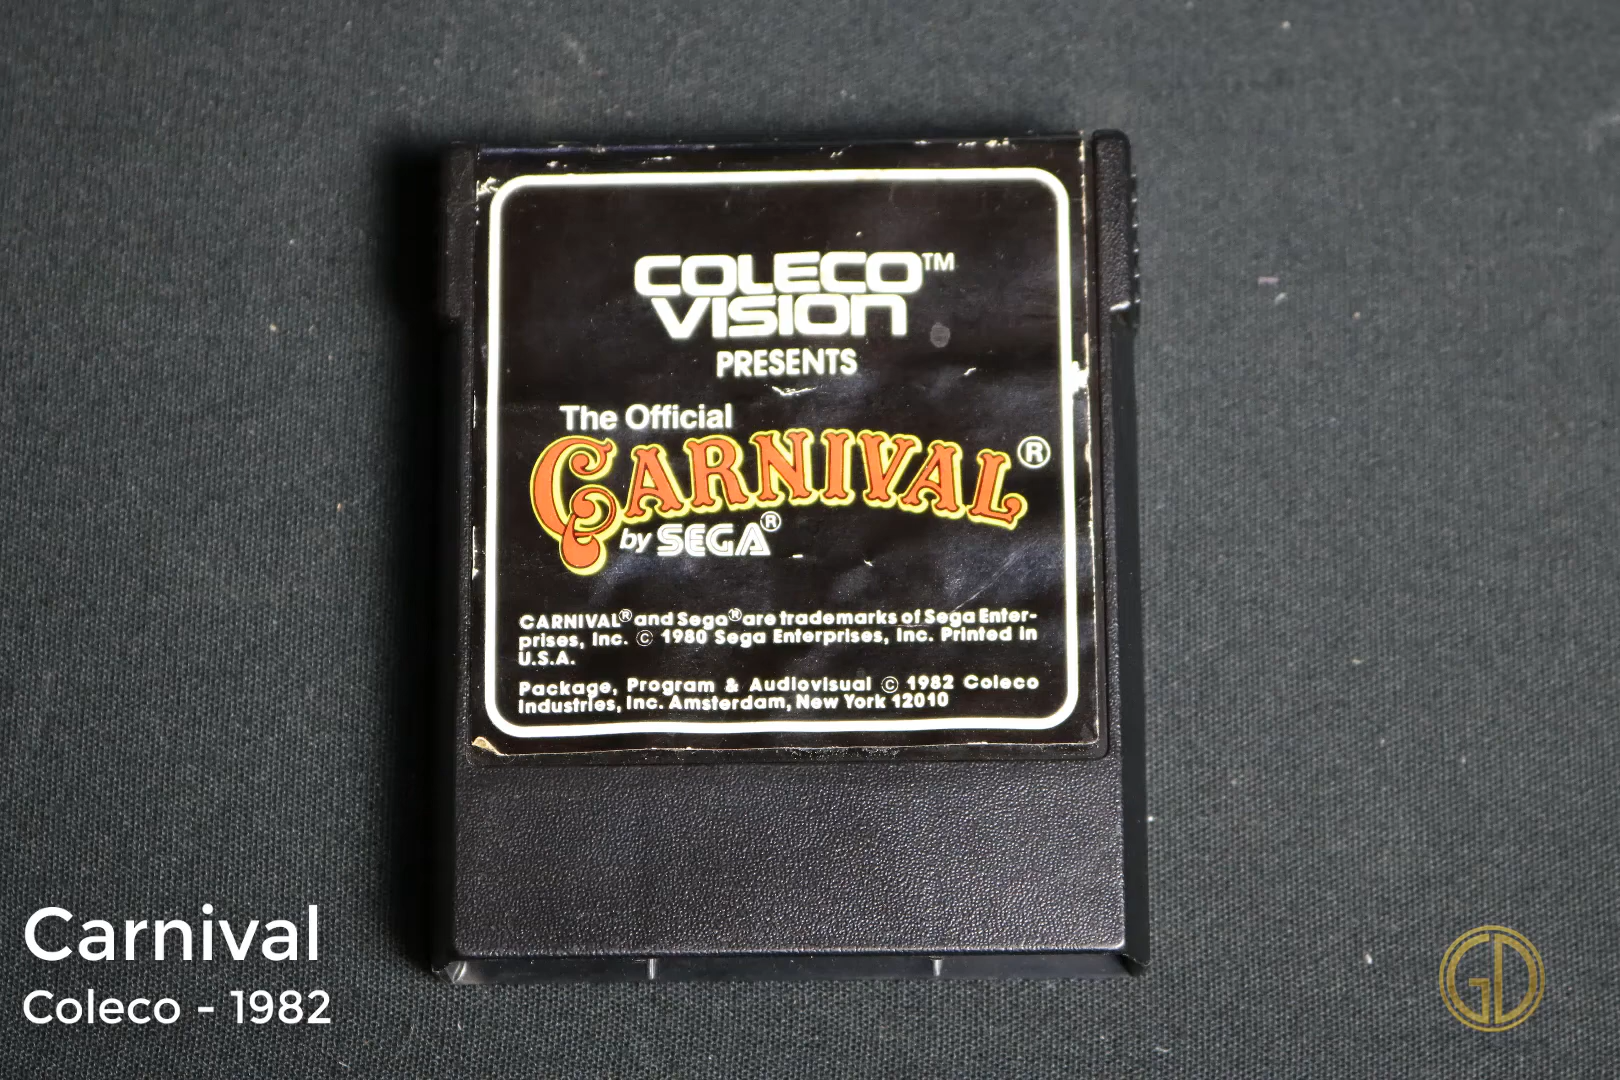 COLECO™
VISION
PRESENTS
The Official
CARNIVAL®
by SEGA®
CARNIVAL® and Sega® are trademarks of Sega Enter-
prises, Inc. © 1980 Sega Enterprises, Inc. Printed in
U.S.A.
Package, Program & Audiovisual © 1982 Coleco
Industries, Inc. Amsterdam, New York 12010
Carnival
Coleco - 1982
GD